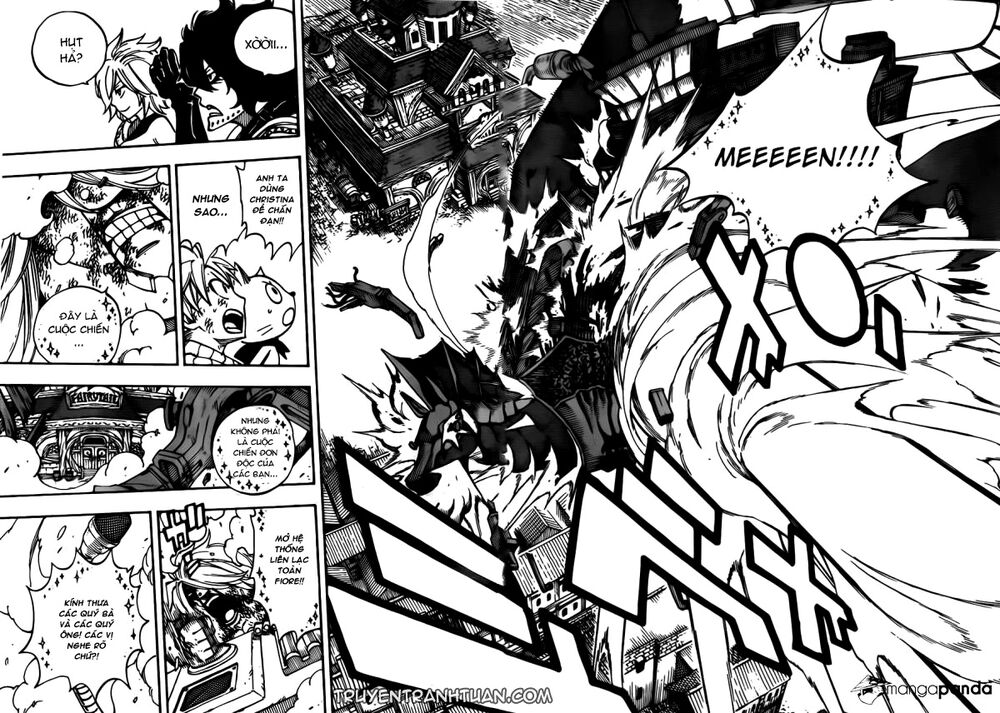 MEEEEEN!!!!
XÒ,
XÒÒII...
HỤT
HẢ?
ANH TA
DÙNG
CHRISTINA
ĐỂ CHẮN
ĐẠN!!
NHƯNG
SAO...
ĐÂY LÀ
CUỘC CHIẾN
...
FAIRY TAIL
NHƯNG
KHÔNG PHẢI
LÀ CUỘC
CHIẾN ĐƠN
ĐỘC CỦA
CÁC BẠN...
MỞ HỆ
THỐNG
LIÊN LẠC
TOÀN
FIORE!!
KÍNH THƯA
CÁC QUÝ BÀ
VÀ CÁC QUÝ
ÔNG! CÁC VỊ
NGHE RÕ
CHỨ?!
TRUYENTRANHTUAN.COM
mangapanda